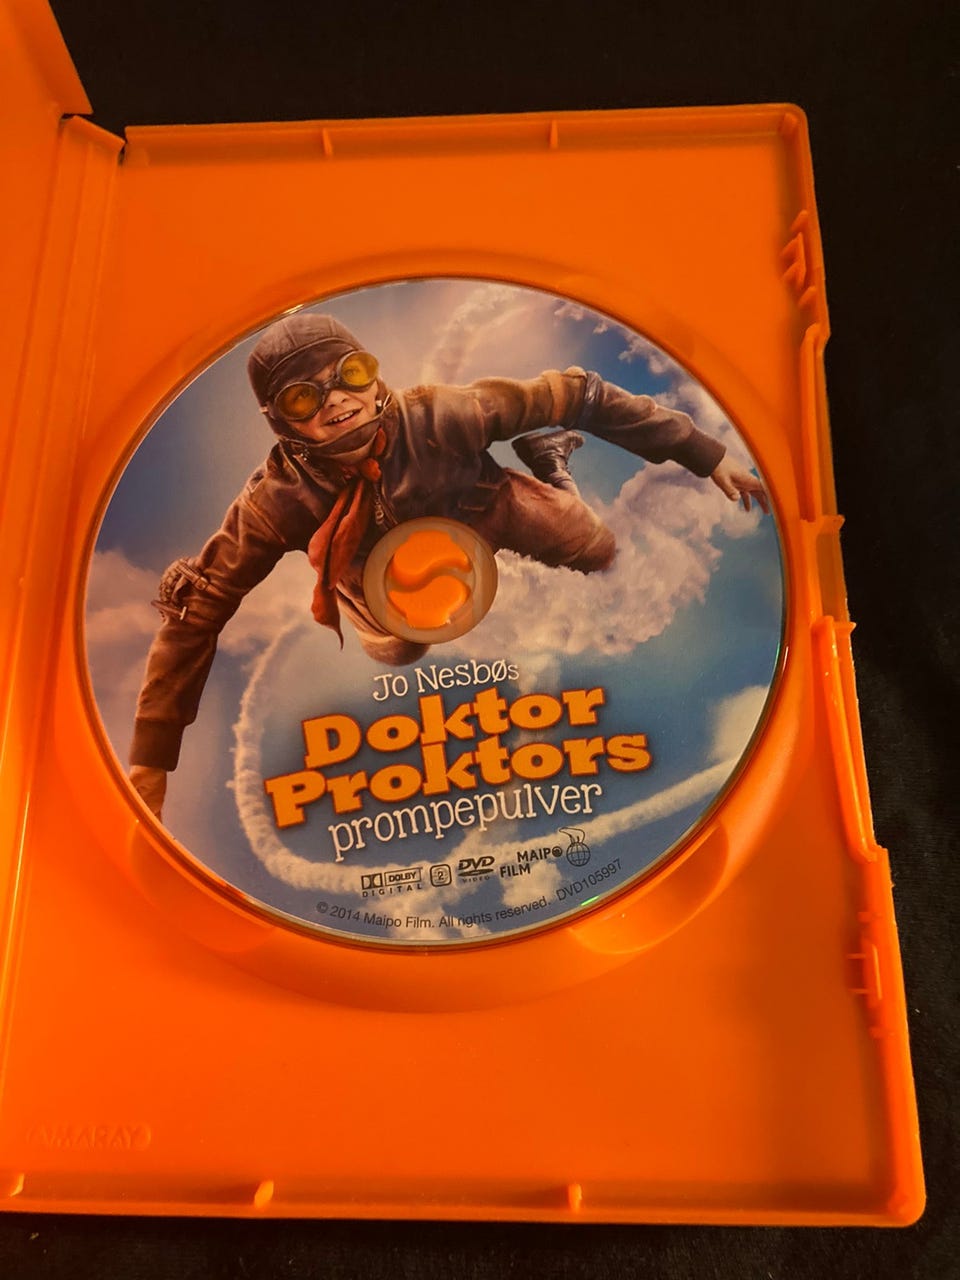 Jo Nesbøs
Doktor
Proktors
prompepulver
DOLBY
DIGITAL
2
DVD
VIDEO
MAIPO
FILM
© 2014 Maipo Film. All rights reserved. DVD105997
AMARAY